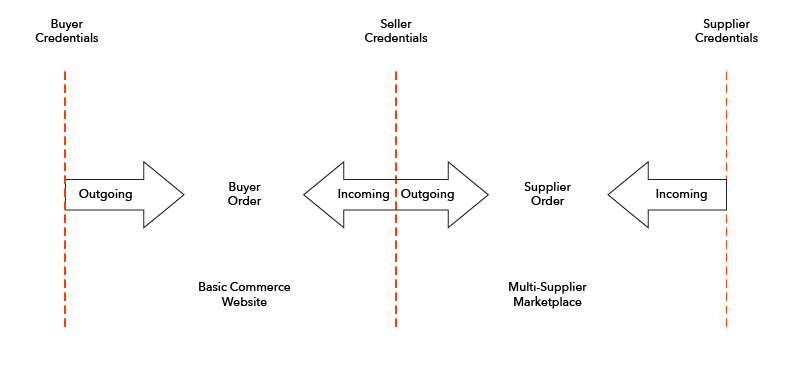 Buyer
Credentials
Seller
Credentials
Supplier
Credentials
Outgoing
Buyer
Order
Incoming
Outgoing
Supplier
Order
Incoming
Basic Commerce
Website
Multi-Supplier
Marketplace